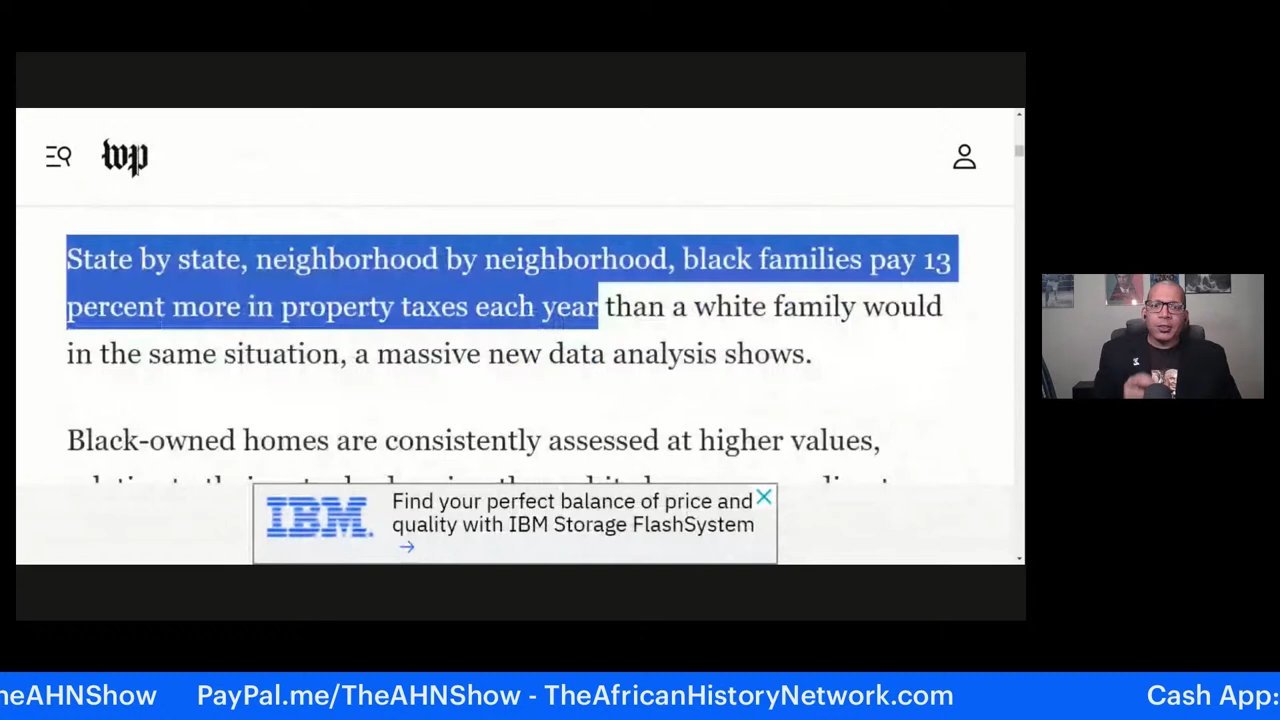 wp
State by state, neighborhood by neighborhood, black families pay 13
percent more in property taxes each year than a white family would
in the same situation, a massive new data analysis shows.
Black-owned homes are consistently assessed at higher values,
IBM.
Find your perfect balance of price and
quality with IBM Storage FlashSystem
heAHNShow PayPal.me/TheAHNShow - TheAfricanHistoryNetwork.com Cash App: